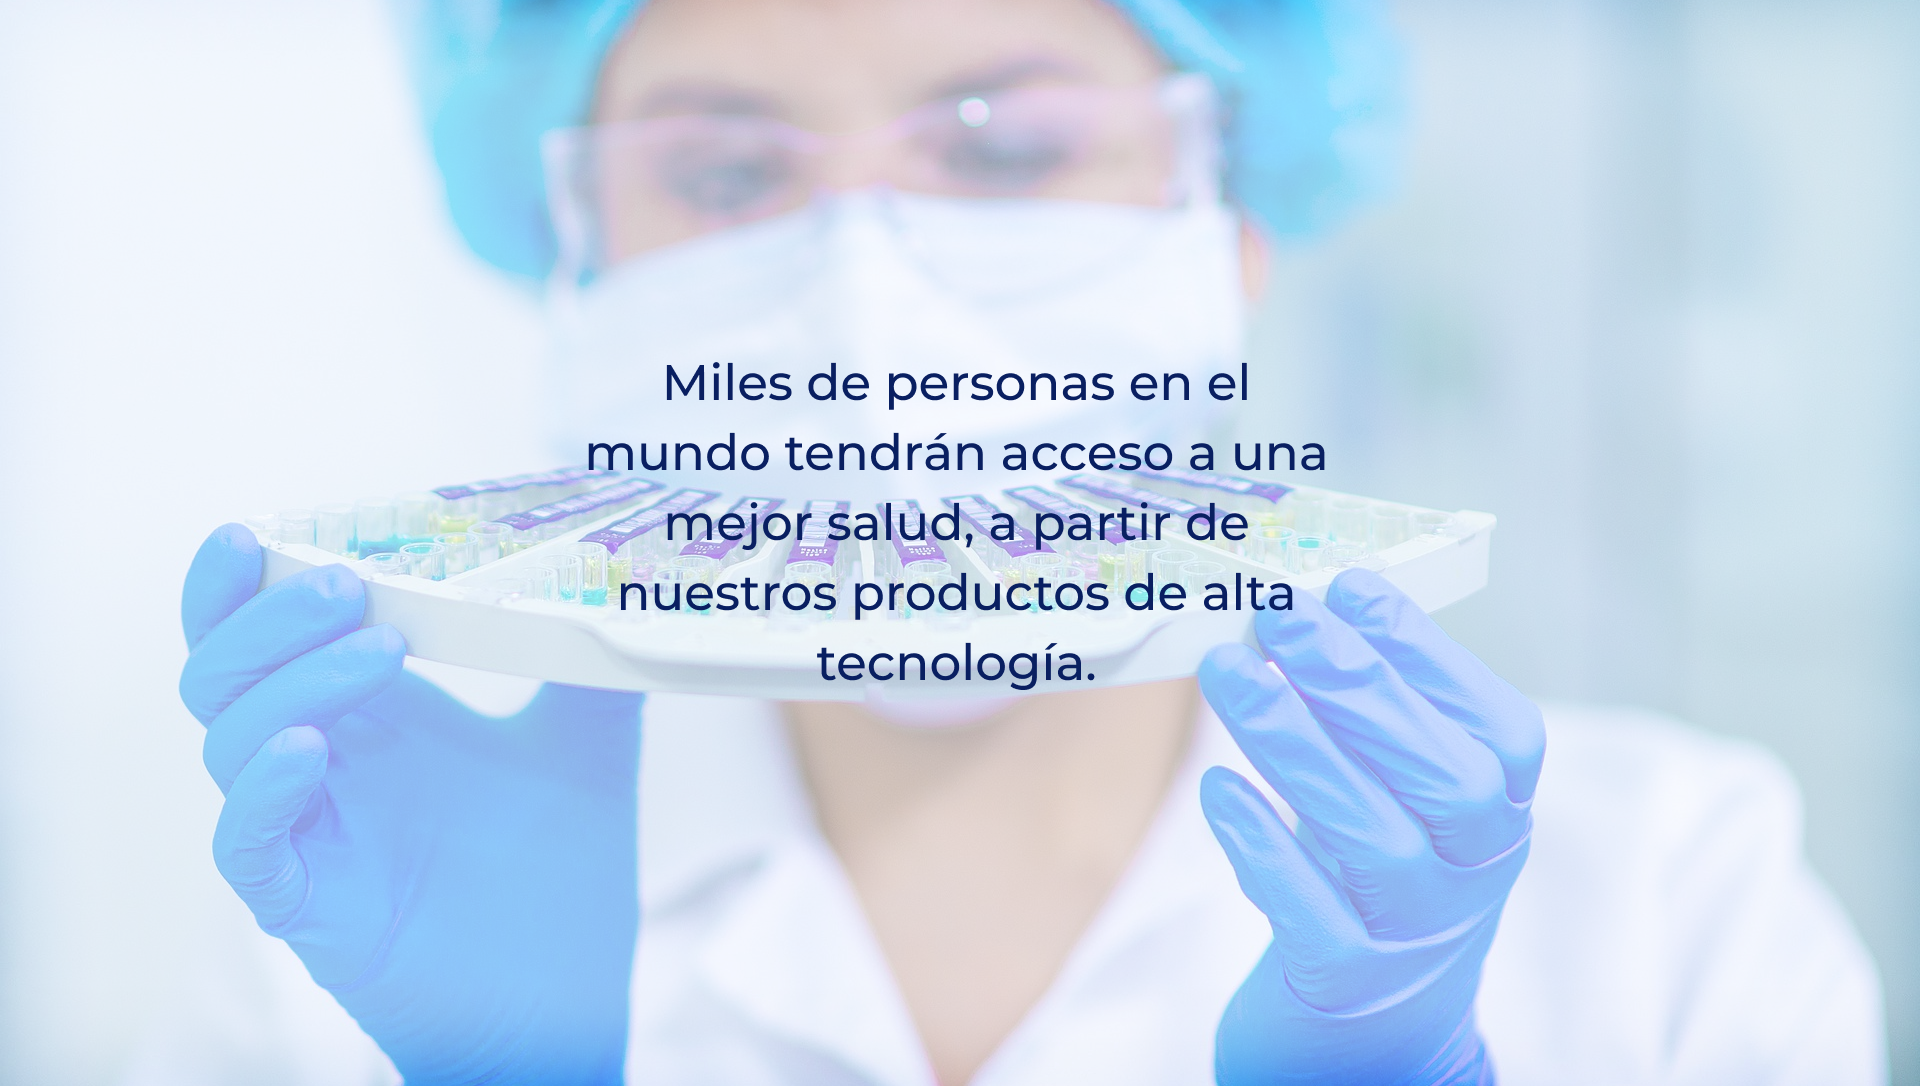 Miles de personas en el
mundo tendrán acceso a una
mejor salud, a partir de
nuestros productos de alta
tecnología.